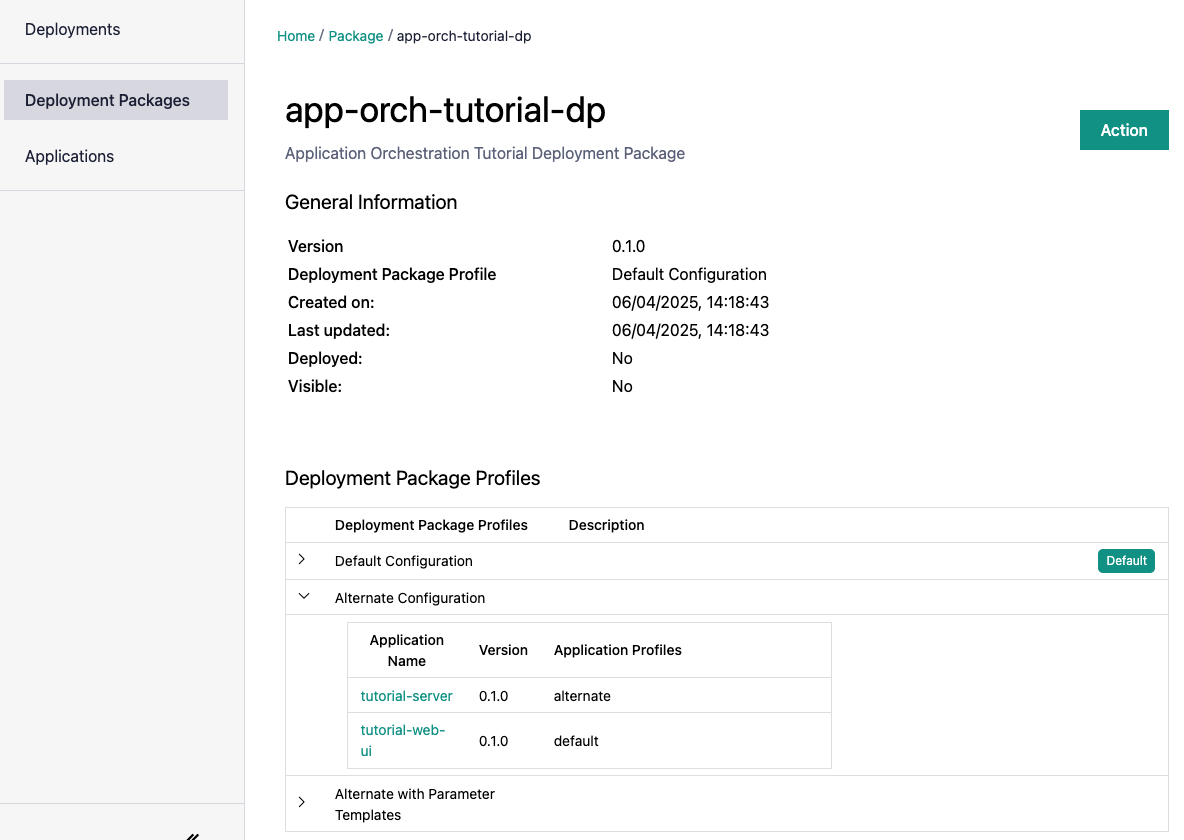 Deployments
Deployment Packages
Applications
Home / Package / app-orch-tutorial-dp
app-orch-tutorial-dp
Action
Application Orchestration Tutorial Deployment Package
General Information
Version 0.1.0
Deployment Package Profile Default Configuration
Created on: 06/04/2025, 14:18:43
Last updated: 06/04/2025, 14:18:43
Deployed: No
Visible: No
Deployment Package Profiles
Deployment Package Profiles Description
Default Configuration Default
Alternate Configuration
Application
Name
Version Application Profiles
tutorial-server 0.1.0 alternate
tutorial-web-
ui
0.1.0 default
Alternate with Parameter
Templates